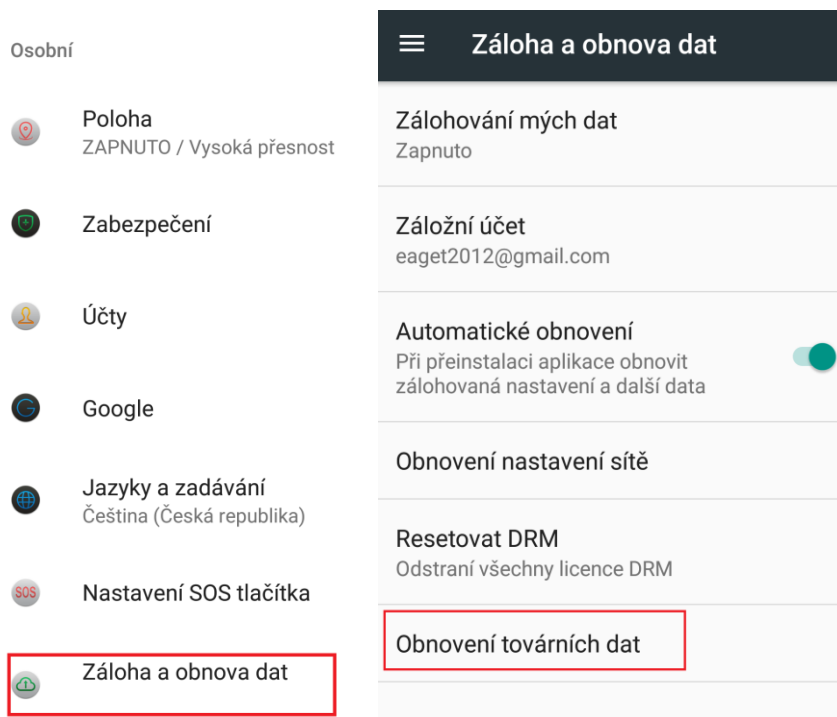 Osobní
Poloha
ZAPNUTO / Vysoká přesnost
Zabezpečení
Účty
Google
Jazyky a zadávání
Čeština (Česká republika)
SOS
Nastavení SOS tlačítka
Záloha a obnova dat
Záloha a obnova dat
Zálohování mých dat
Zapnuto
Záložní účet
eaget2012@gmail.com
Automatické obnovení
Při přeinstalaci aplikace obnovit
zálohovaná nastavení a další data
Obnovení nastavení sítě
Resetovat DRM
Odstraní všechny licence DRM
Obnovení továrních dat